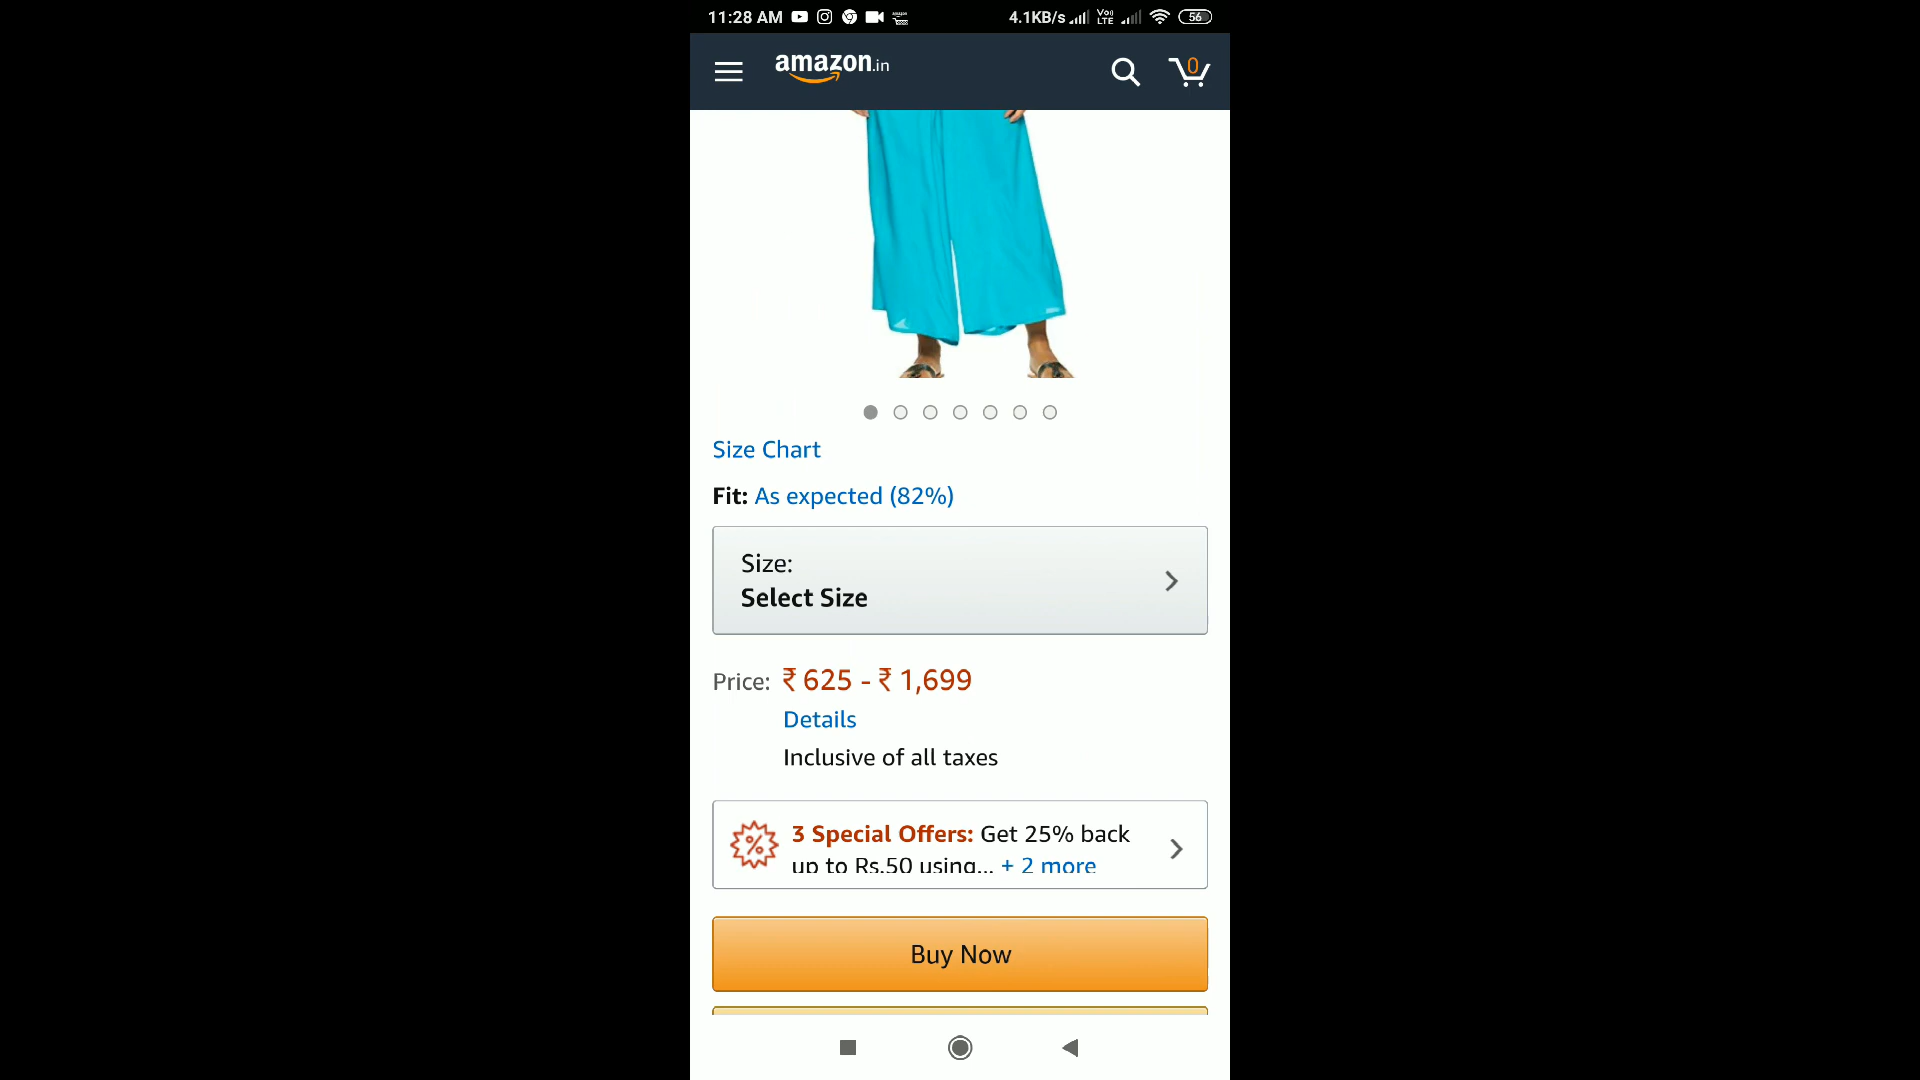 11:28 AM 4.1KB/s Vo LTE 56
amazon.in 0
Size Chart
Fit: As expected (82%)
Size:
Select Size
Price: ₹ 625 - ₹ 1,699
Details
Inclusive of all taxes
% 3 Special Offers: Get 25% back
up to Rs.50 using... + 2 more
Buy Now